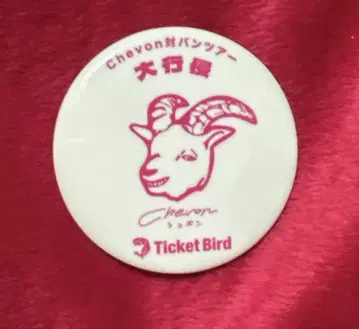 Chevon対バンツアー
大行侵
Chevon
シェボン
Ticket Bird